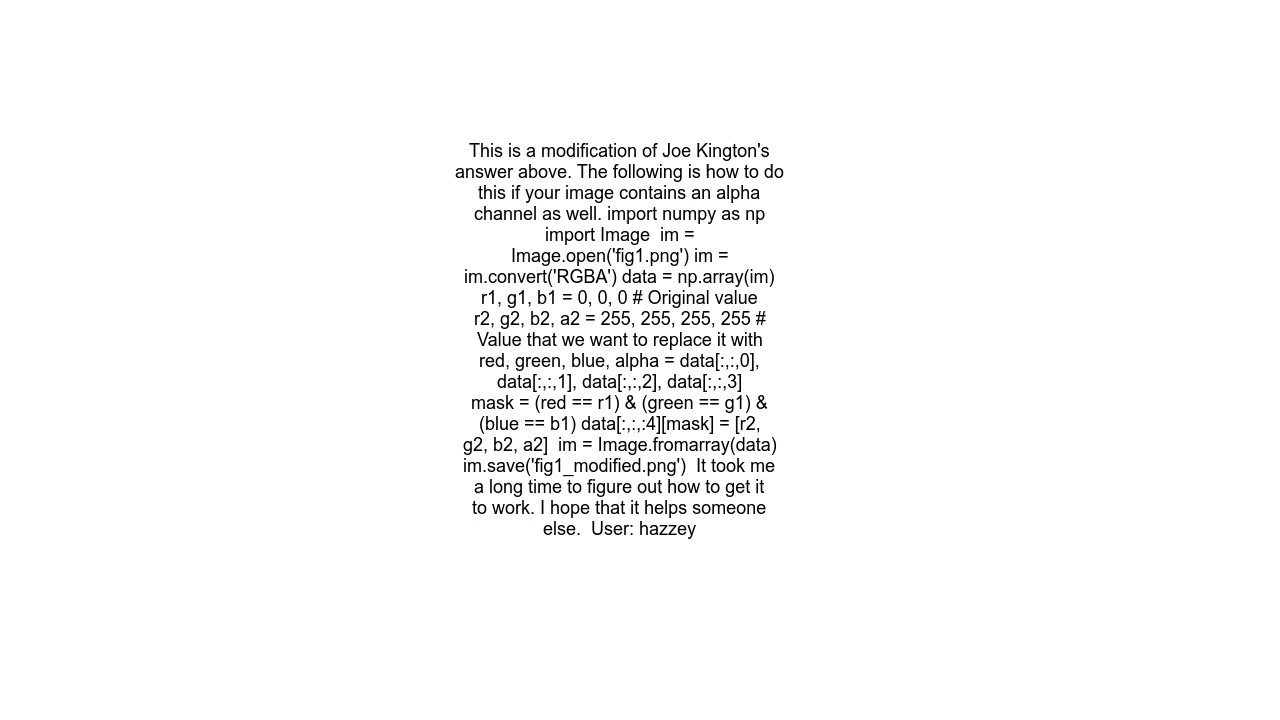 This is a modification of Joe Kington's
answer above. The following is how to do
this if your image contains an alpha
channel as well. import numpy as np
import Image  im =
Image.open('fig1.png') im =
im.convert('RGBA') data = np.array(im)
r1, g1, b1 = 0, 0, 0 # Original value
r2, g2, b2, a2 = 255, 255, 255, 255 #
Value that we want to replace it with
red, green, blue, alpha = data[:,:,0],
data[:,:,1], data[:,:,2], data[:,:,3]
mask = (red == r1) & (green == g1) &
(blue == b1) data[:,:,:4][mask] = [r2,
g2, b2, a2]  im = Image.fromarray(data)
im.save('fig1_modified.png')  It took me
a long time to figure out how to get it
to work. I hope that it helps someone
else.  User: hazzey